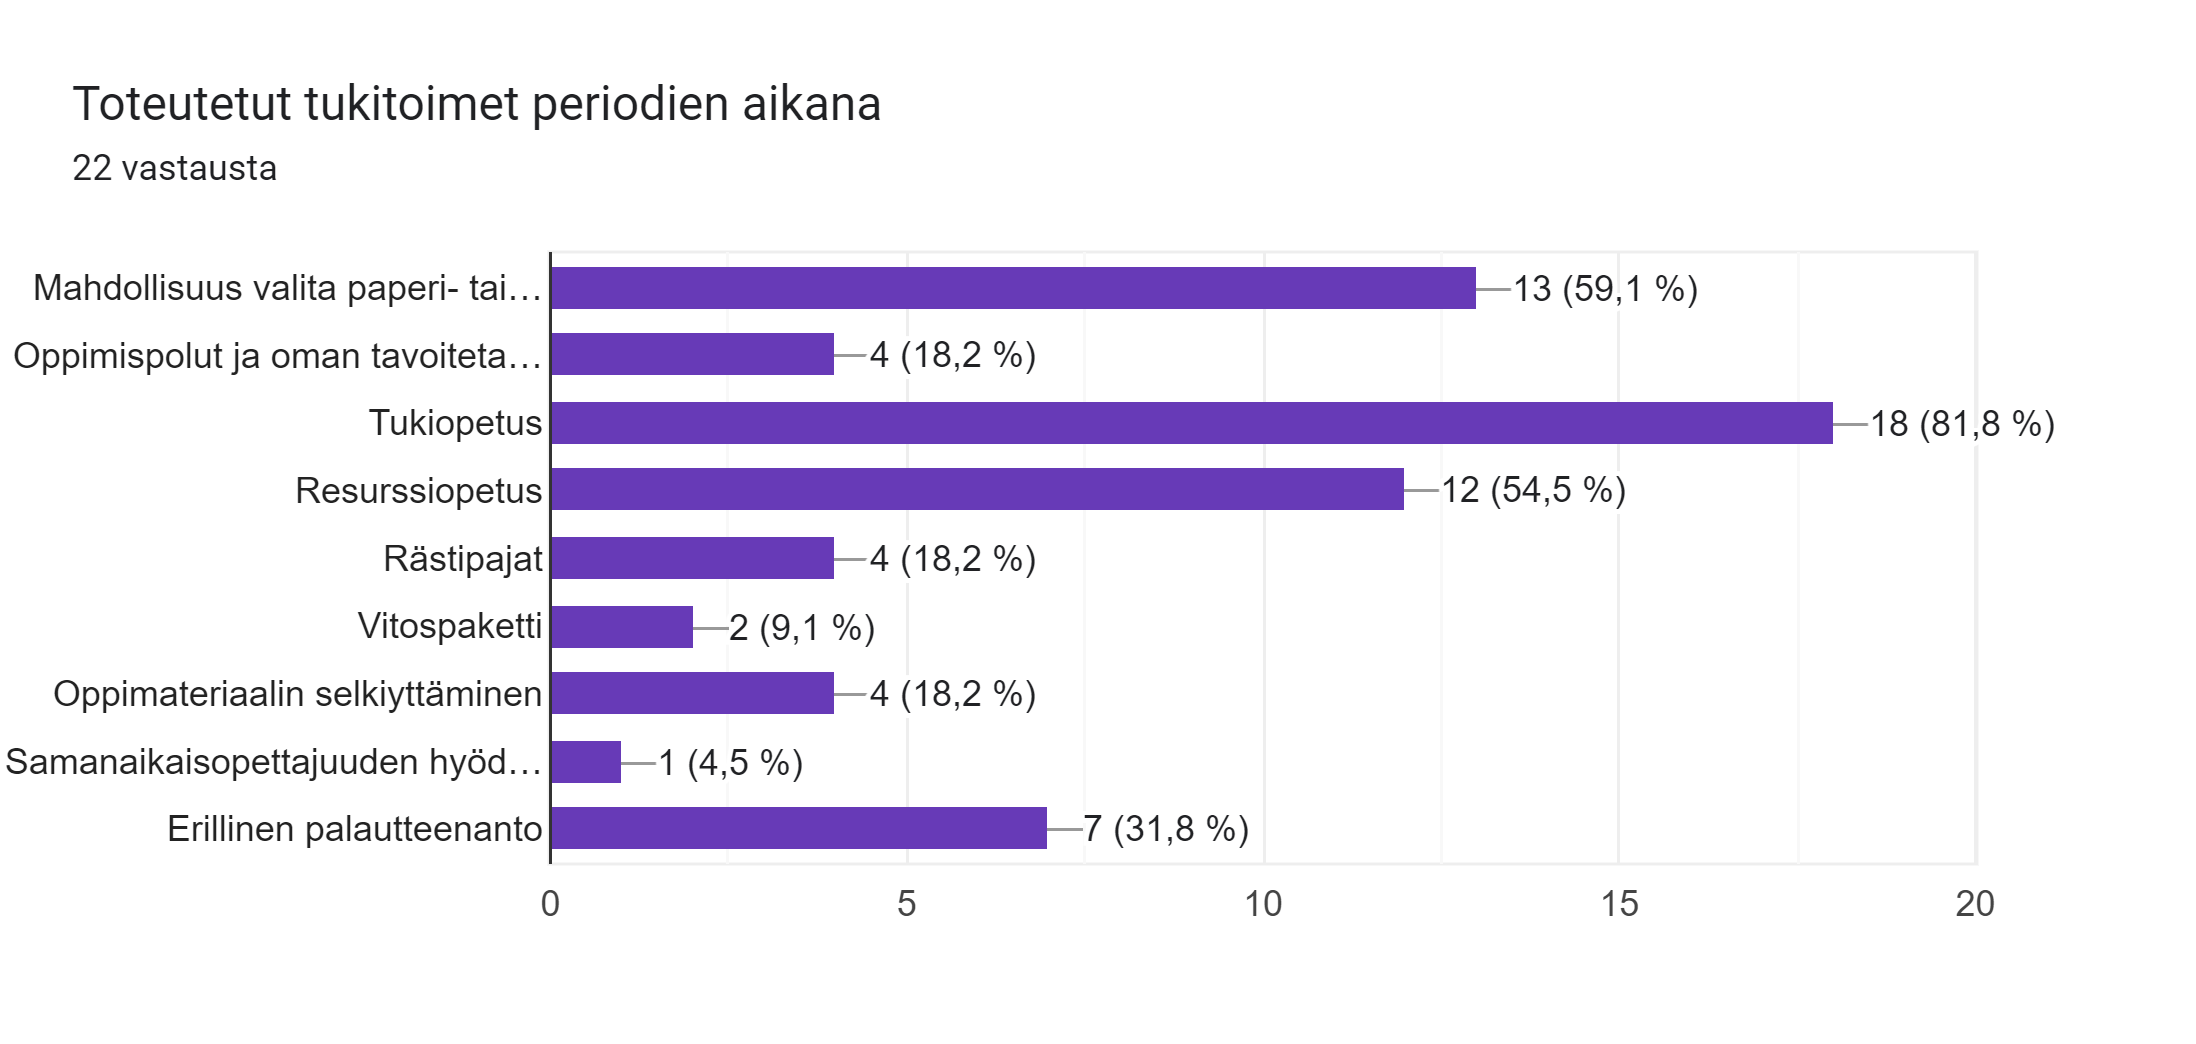 Toteutetut tukitoimet periodien aikana
22 vastausta
Mahdollisuus valita paperi- tai… 13 (59,1 %)
Oppimispolut ja oman tavoiteta… 4 (18,2 %)
Tukiopetus 18 (81,8 %)
Resurssiopetus 12 (54,5 %)
Rästipajat 4 (18,2 %)
Vitospaketti 2 (9,1 %)
Oppimateriaalin selkiyttäminen 4 (18,2 %)
Samanaikaisopettajuuden hyöd… 1 (4,5 %)
Erillinen palautteenanto 7 (31,8 %)
0 5 10 15 20